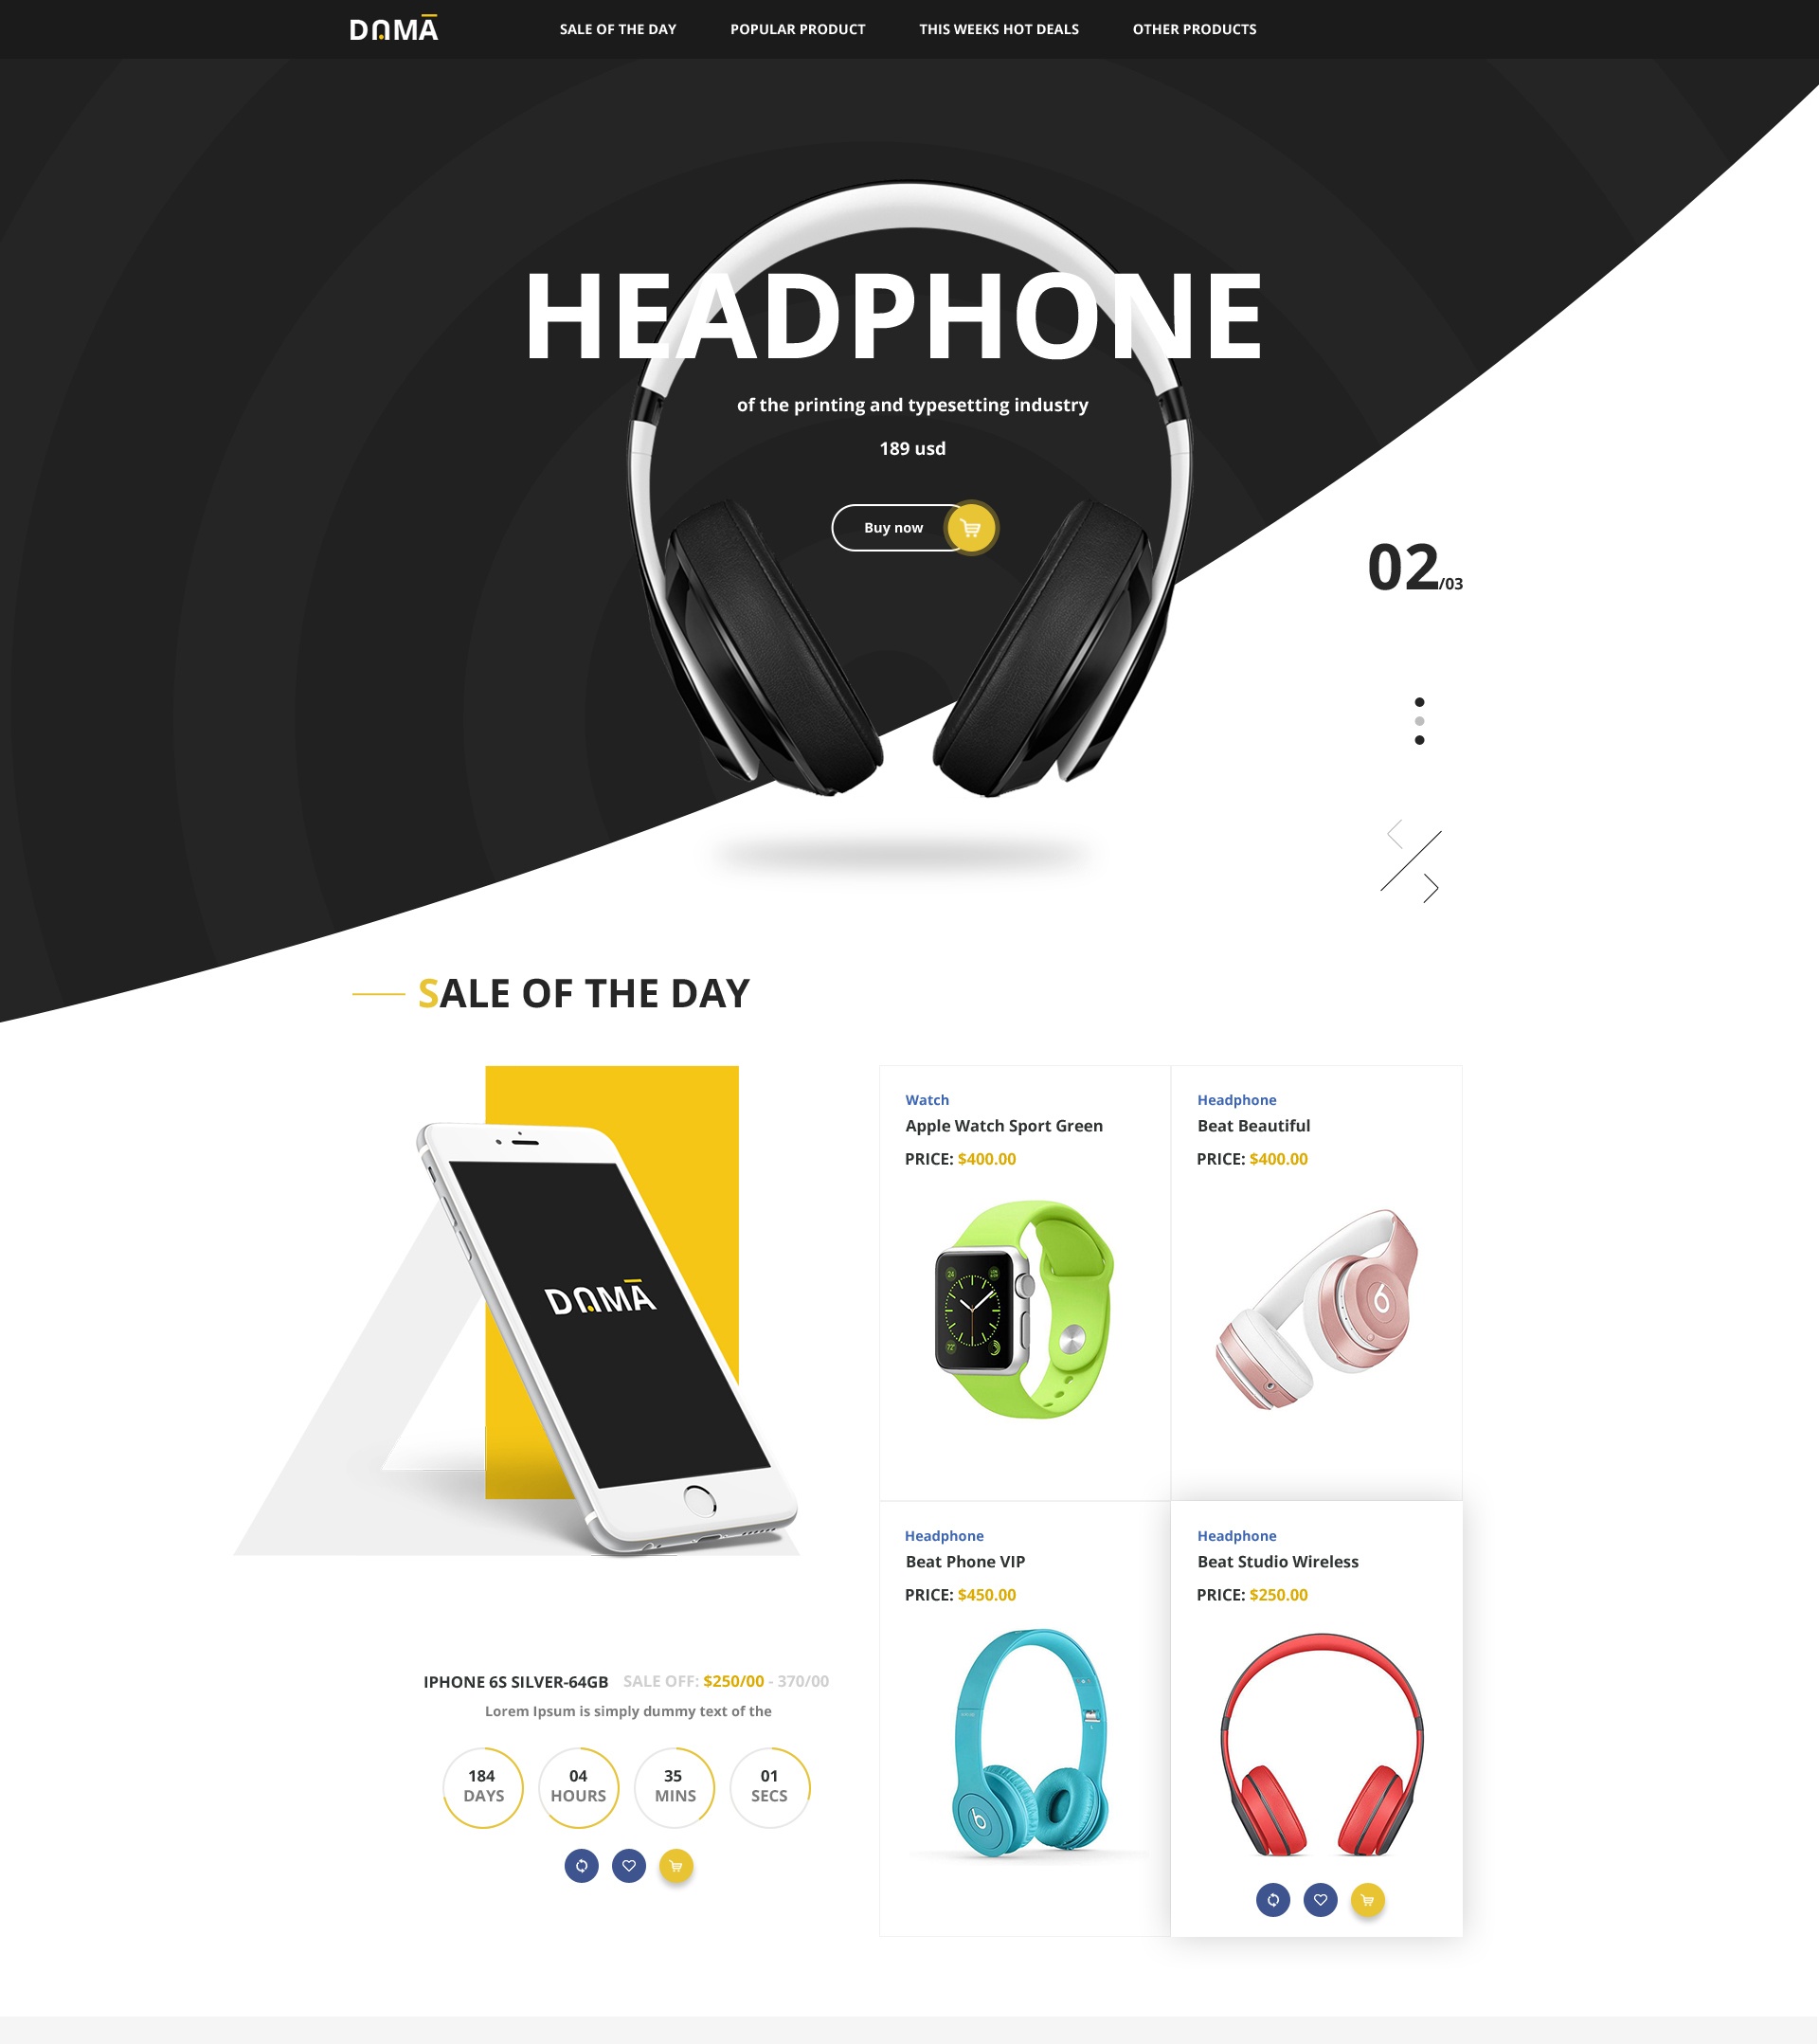 DAMA
SALE OF THE DAY
POPULAR PRODUCT
THIS WEEKS HOT DEALS
OTHER PRODUCTS
HEADPHONE
of the printing and typesetting industry
189 usd
Buy now
02/03
SALE OF THE DAY
DAMA
IPHONE 6S SILVER-64GB SALE OFF: $250/00 - 370/00
Lorem Ipsum is simply dummy text of the
184 DAYS
04 HOURS
35 MINS
01 SECS
Watch
Apple Watch Sport Green
PRICE: $400.00
Headphone
Beat Beautiful
PRICE: $400.00
Headphone
Beat Phone VIP
PRICE: $450.00
Headphone
Beat Studio Wireless
PRICE: $250.00